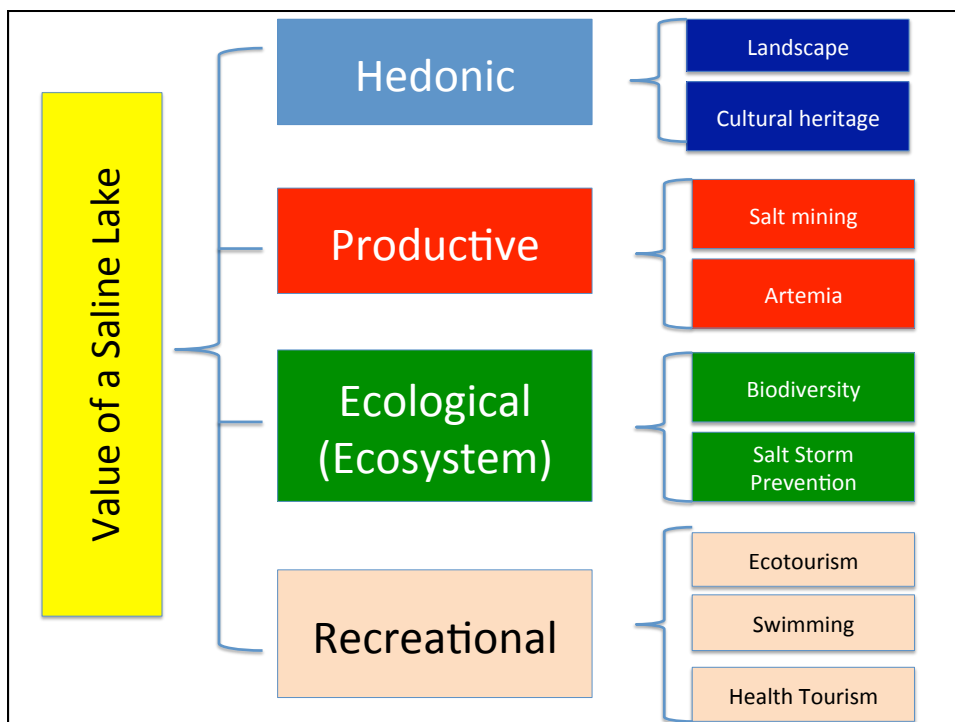 Value of a Saline Lake
Hedonic
Landscape
Cultural heritage
Productive
Salt mining
Artemia
Ecological
(Ecosystem)
Biodiversity
Salt Storm
Prevention
Recreational
Ecotourism
Swimming
Health Tourism